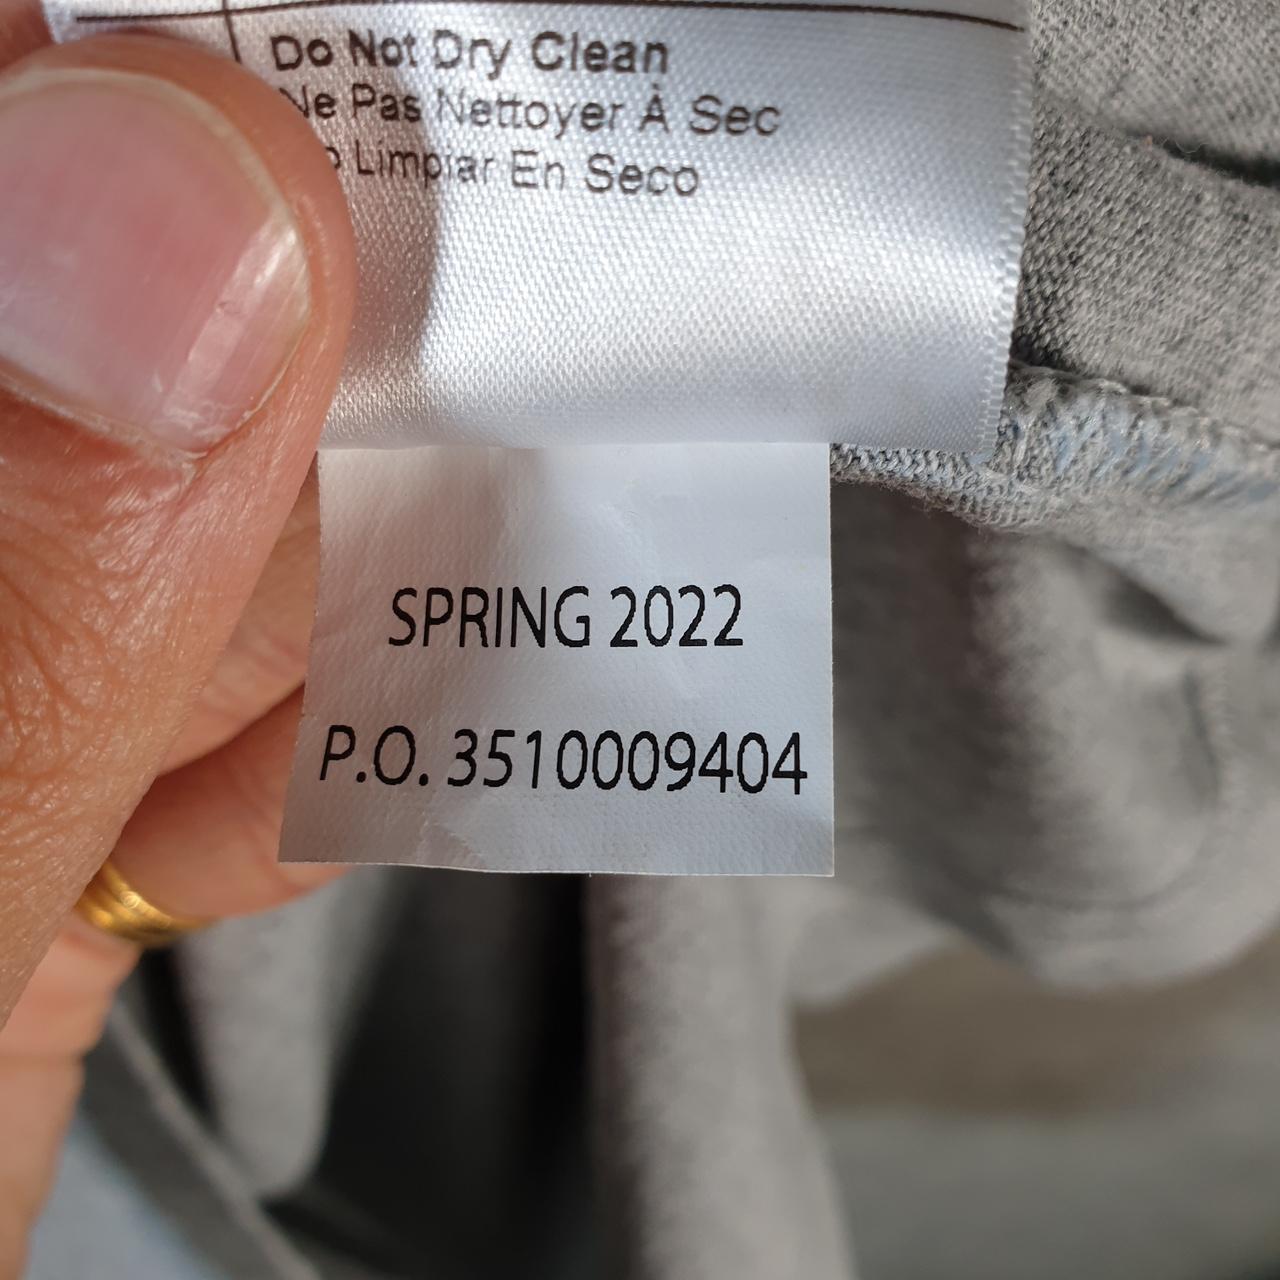 Do Not Dry Clean
Ne Pas Nettoyer À Sec
Limpiar En Seco
SPRING 2022
P.O. 3510009404